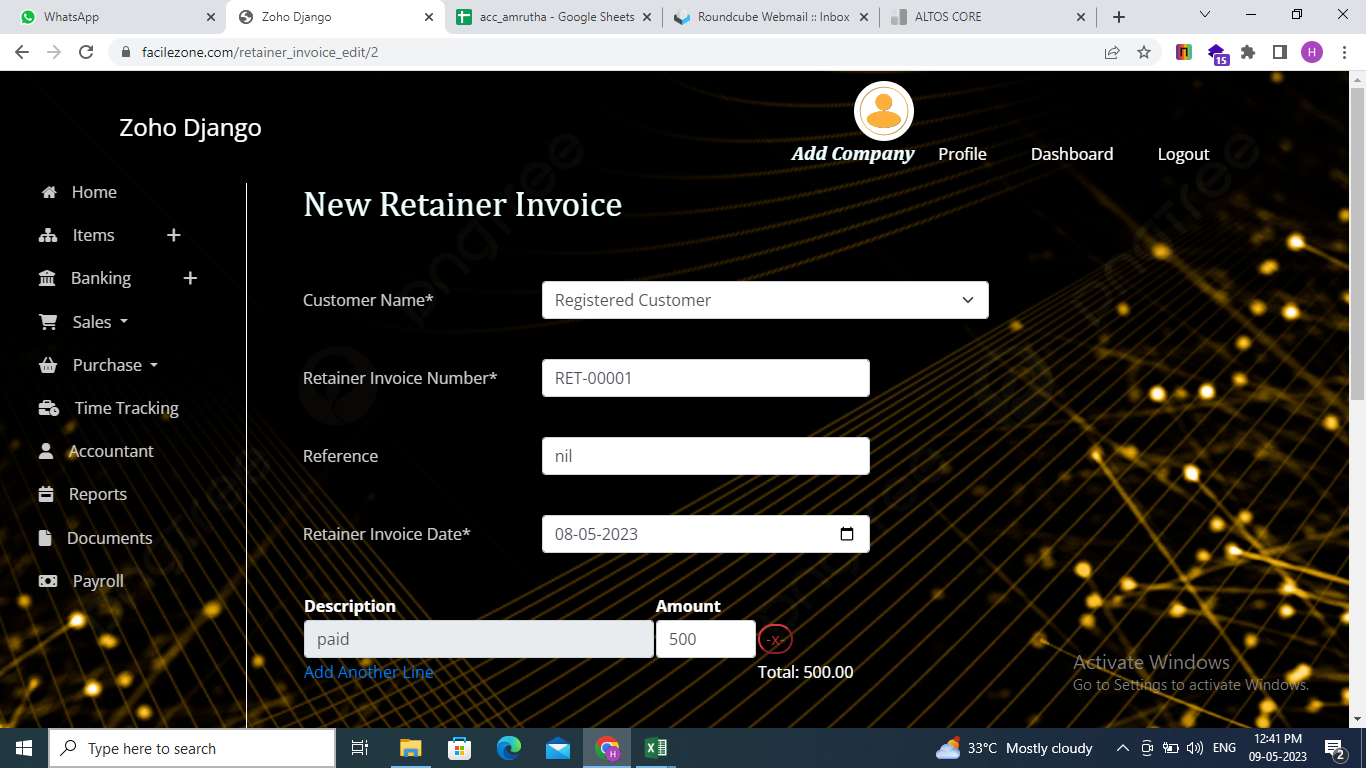 WhatsApp
Zoho Django
acc_amrutha - Google Sheets
Roundcube Webmail :: Inbox
ALTOS CORE
facilezone.com/retainer_invoice_edit/2
15
H
Zoho Django
Add Company
Profile
Dashboard
Logout
Home
Items
Banking
Sales
Purchase
Time Tracking
Accountant
Reports
Documents
Payroll
New Retainer Invoice
Customer Name*
Registered Customer
Retainer Invoice Number*
RET-00001
Reference
nil
Retainer Invoice Date*
08-05-2023
Description Amount
paid 500 -x-
Add Another Line Total: 500.00
pngtree
pngtree
Activate Windows
Go to Settings to activate Windows.
Type here to search
H
33°C Mostly cloudy
ENG
12:41 PM
09-05-2023
2